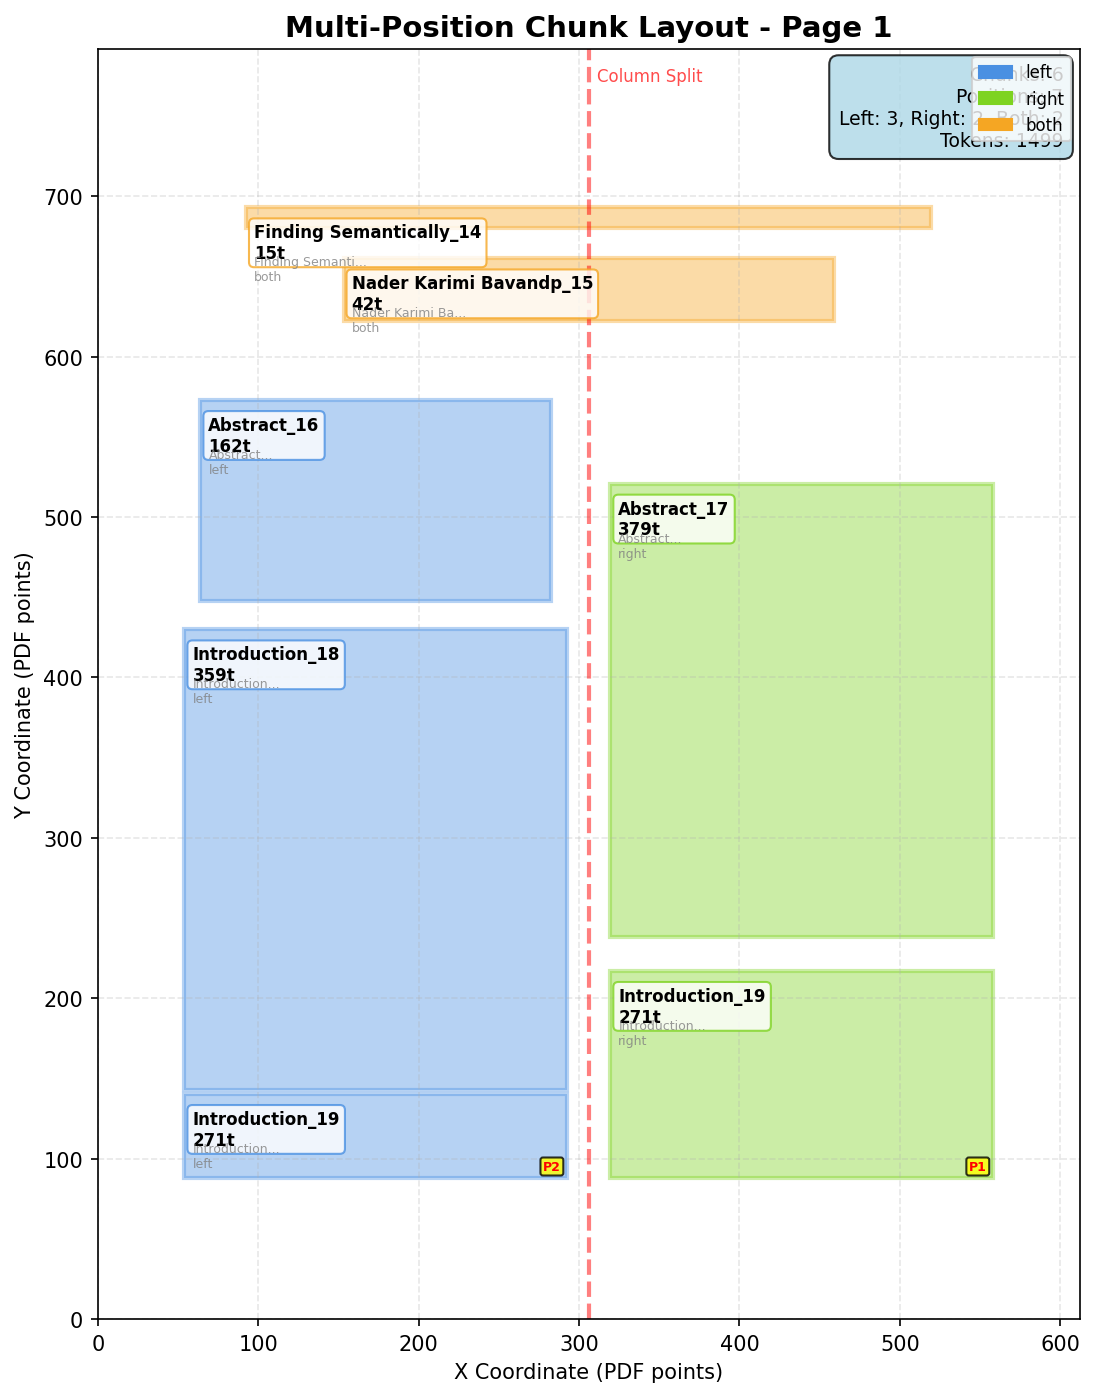 Multi-Position Chunk Layout - Page 1
Column Split
Chunks: 6
Positions: 7
Left: 3, Right: 2, Both: 2
Tokens: 1499
left
right
both
Finding Semantically_14
15t
Finding Semanti...
both
Nader Karimi Bavandp_15
42t
Nader Karimi Ba...
both
Abstract_16
162t
Abstract...
left
Abstract_17
379t
Abstract...
right
Introduction_18
359t
Introduction...
left
Introduction_19
271t
Introduction...
right
P1
Introduction_19
271t
Introduction...
left
P2
Y Coordinate (PDF points)
700
600
500
400
300
200
100
0
0 100 200 300 400 500 600
X Coordinate (PDF points)